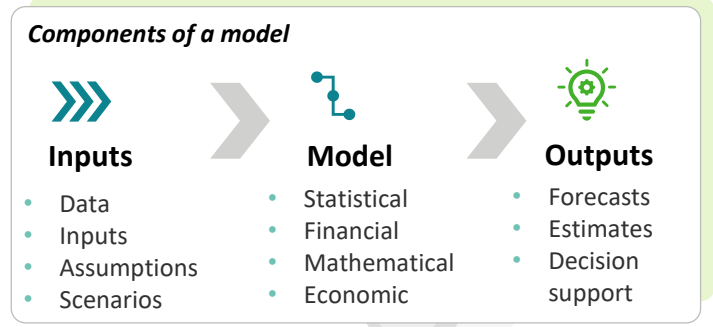 Components of a model
Inputs
Data
Inputs
Assumptions
Scenarios
Model
Statistical
Financial
Mathematical
Economic
Outputs
Forecasts
Estimates
Decision
support